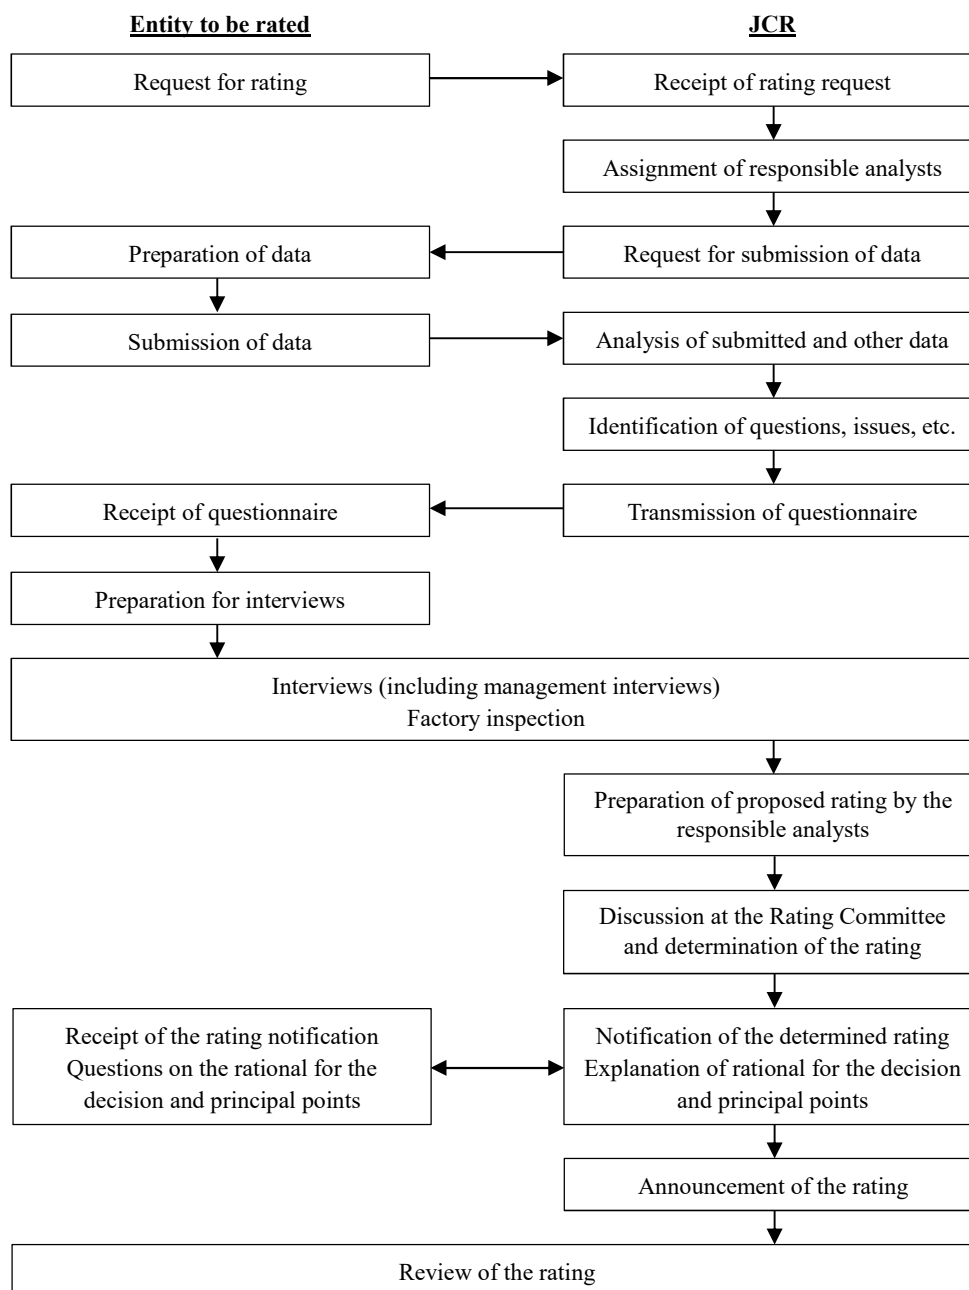 Entity to be rated
JCR
Request for rating
Receipt of rating request
Assignment of responsible analysts
Preparation of data
Request for submission of data
Submission of data
Analysis of submitted and other data
Identification of questions, issues, etc.
Receipt of questionnaire
Transmission of questionnaire
Preparation for interviews
Interviews (including management interviews)
Factory inspection
Preparation of proposed rating by the
responsible analysts
Discussion at the Rating Committee
and determination of the rating
Receipt of the rating notification
Questions on the rational for the
decision and principal points
Notification of the determined rating
Explanation of rational for the decision
and principal points
Announcement of the rating
Review of the rating